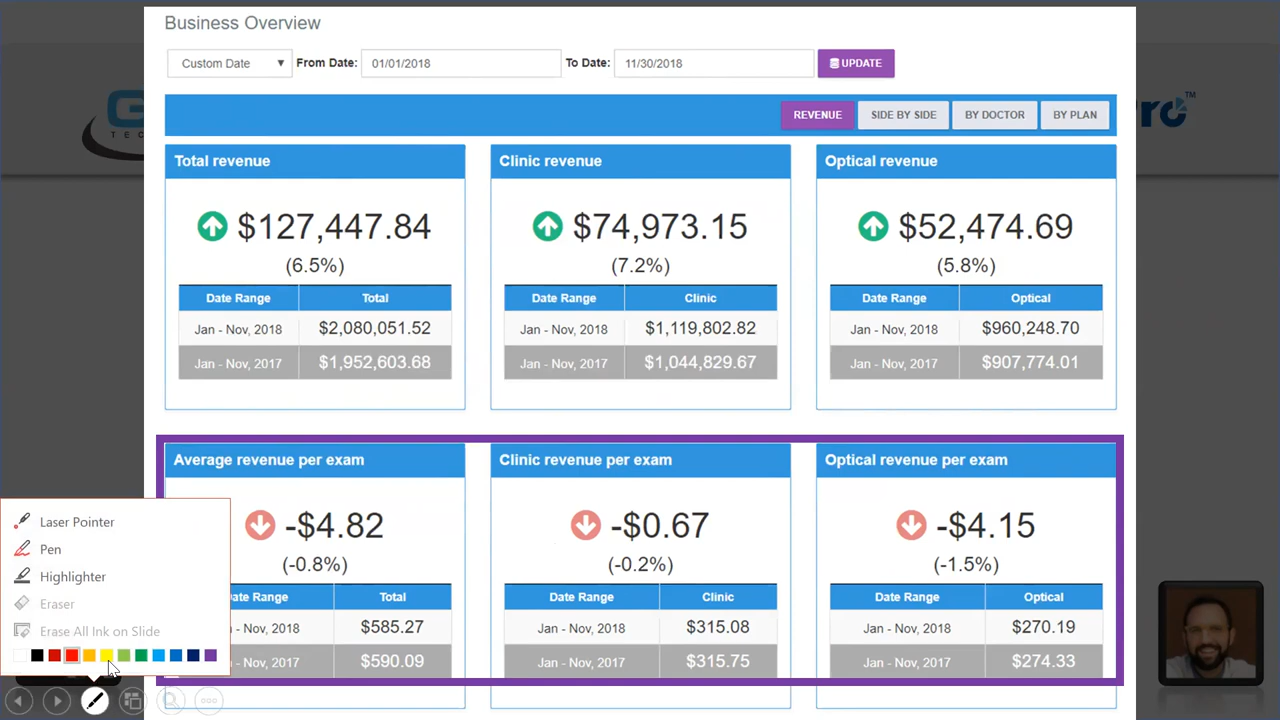 Business Overview
Custom Date ▼ From Date: 01/01/2018 To Date: 11/30/2018 UPDATE
REVENUE SIDE BY SIDE BY DOCTOR BY PLAN
Total revenue
$127,447.84
(6.5%)
Date Range Total
Jan - Nov, 2018 $2,080,051.52
Jan - Nov, 2017 $1,952,603.68
Clinic revenue
$74,973.15
(7.2%)
Date Range Clinic
Jan - Nov, 2018 $1,119,802.82
Jan - Nov, 2017 $1,044,829.67
Optical revenue
$52,474.69
(5.8%)
Date Range Optical
Jan - Nov, 2018 $960,248.70
Jan - Nov, 2017 $907,774.01
Average revenue per exam
-$4.82
(-0.8%)
Date Range Total
2018 $585.27
2017 $590.09
Clinic revenue per exam
-$0.67
(-0.2%)
Date Range Clinic
Jan - Nov, 2018 $315.08
Jan - Nov, 2017 $315.75
Optical revenue per exam
-$4.15
(-1.5%)
Date Range Optical
Jan - Nov, 2018 $270.19
Jan - Nov, 2017 $274.33
Laser Pointer
Pen
Highlighter
Eraser
Erase All Ink on Slide